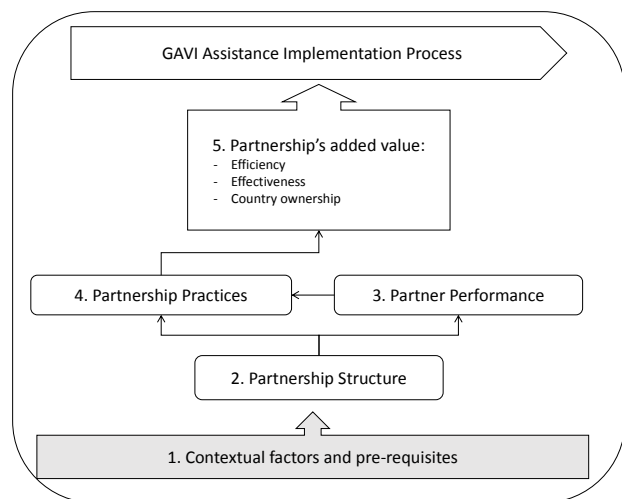 GAVI Assistance Implementation Process
5. Partnership's added value:
- Efficiency
- Effectiveness
- Country ownership
4. Partnership Practices
3. Partner Performance
2. Partnership Structure
1. Contextual factors and pre-requisites